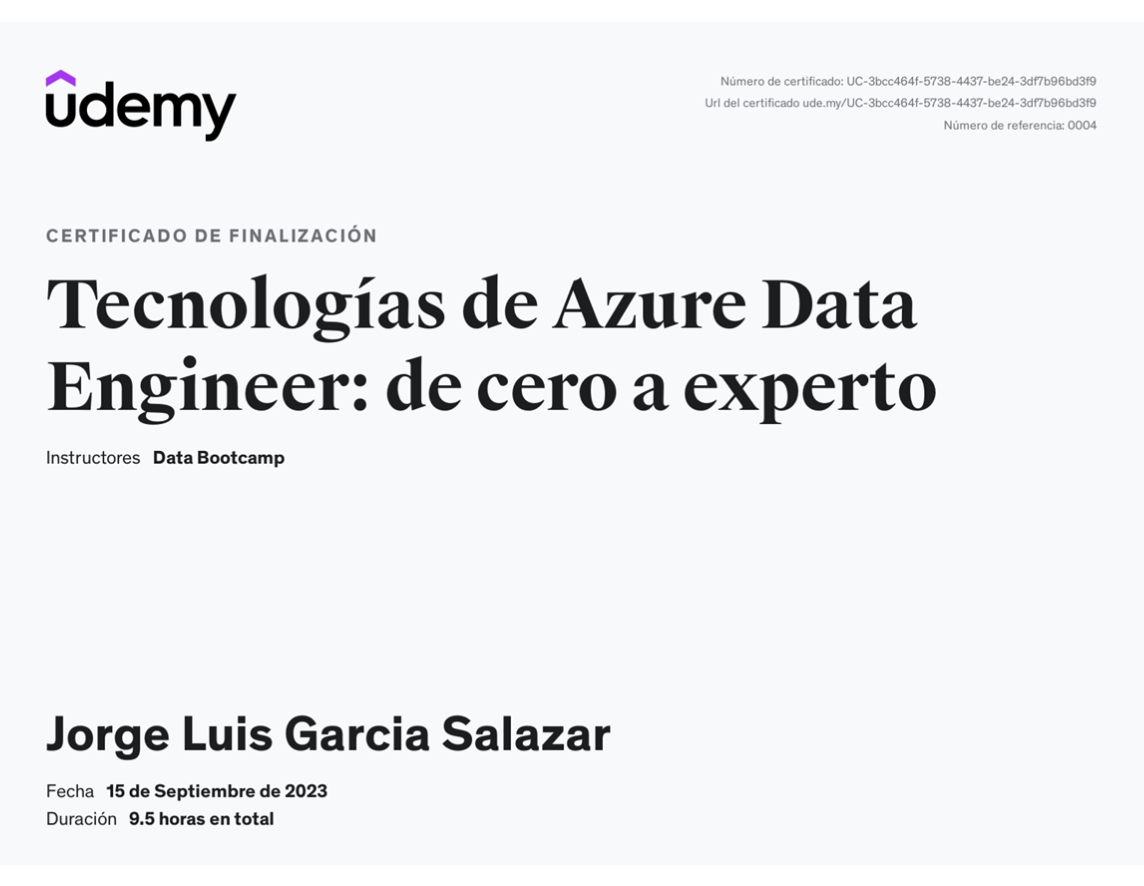 udemy
Número de certificado: UC-3bcc464f-5738-4437-be24-3df7b96bd3f9
Url del certificado ude.my/UC-3bcc464f-5738-4437-be24-3df7b96bd3f9
Número de referencia: 0004
CERTIFICADO DE FINALIZACIÓN
Tecnologías de Azure Data
Engineer: de cero a experto
Instructores Data Bootcamp
Jorge Luis Garcia Salazar
Fecha 15 de Septiembre de 2023
Duración 9.5 horas en total